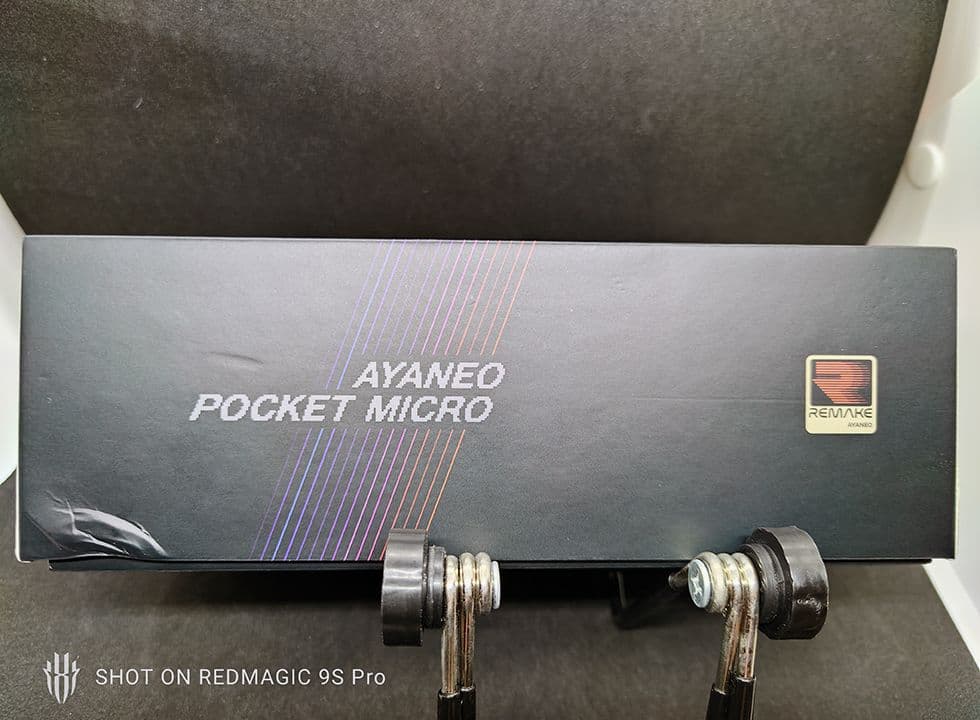 AYANEO
POCKET MICRO
REMAKE
AYANEO
SHOT ON REDMAGIC 9S Pro